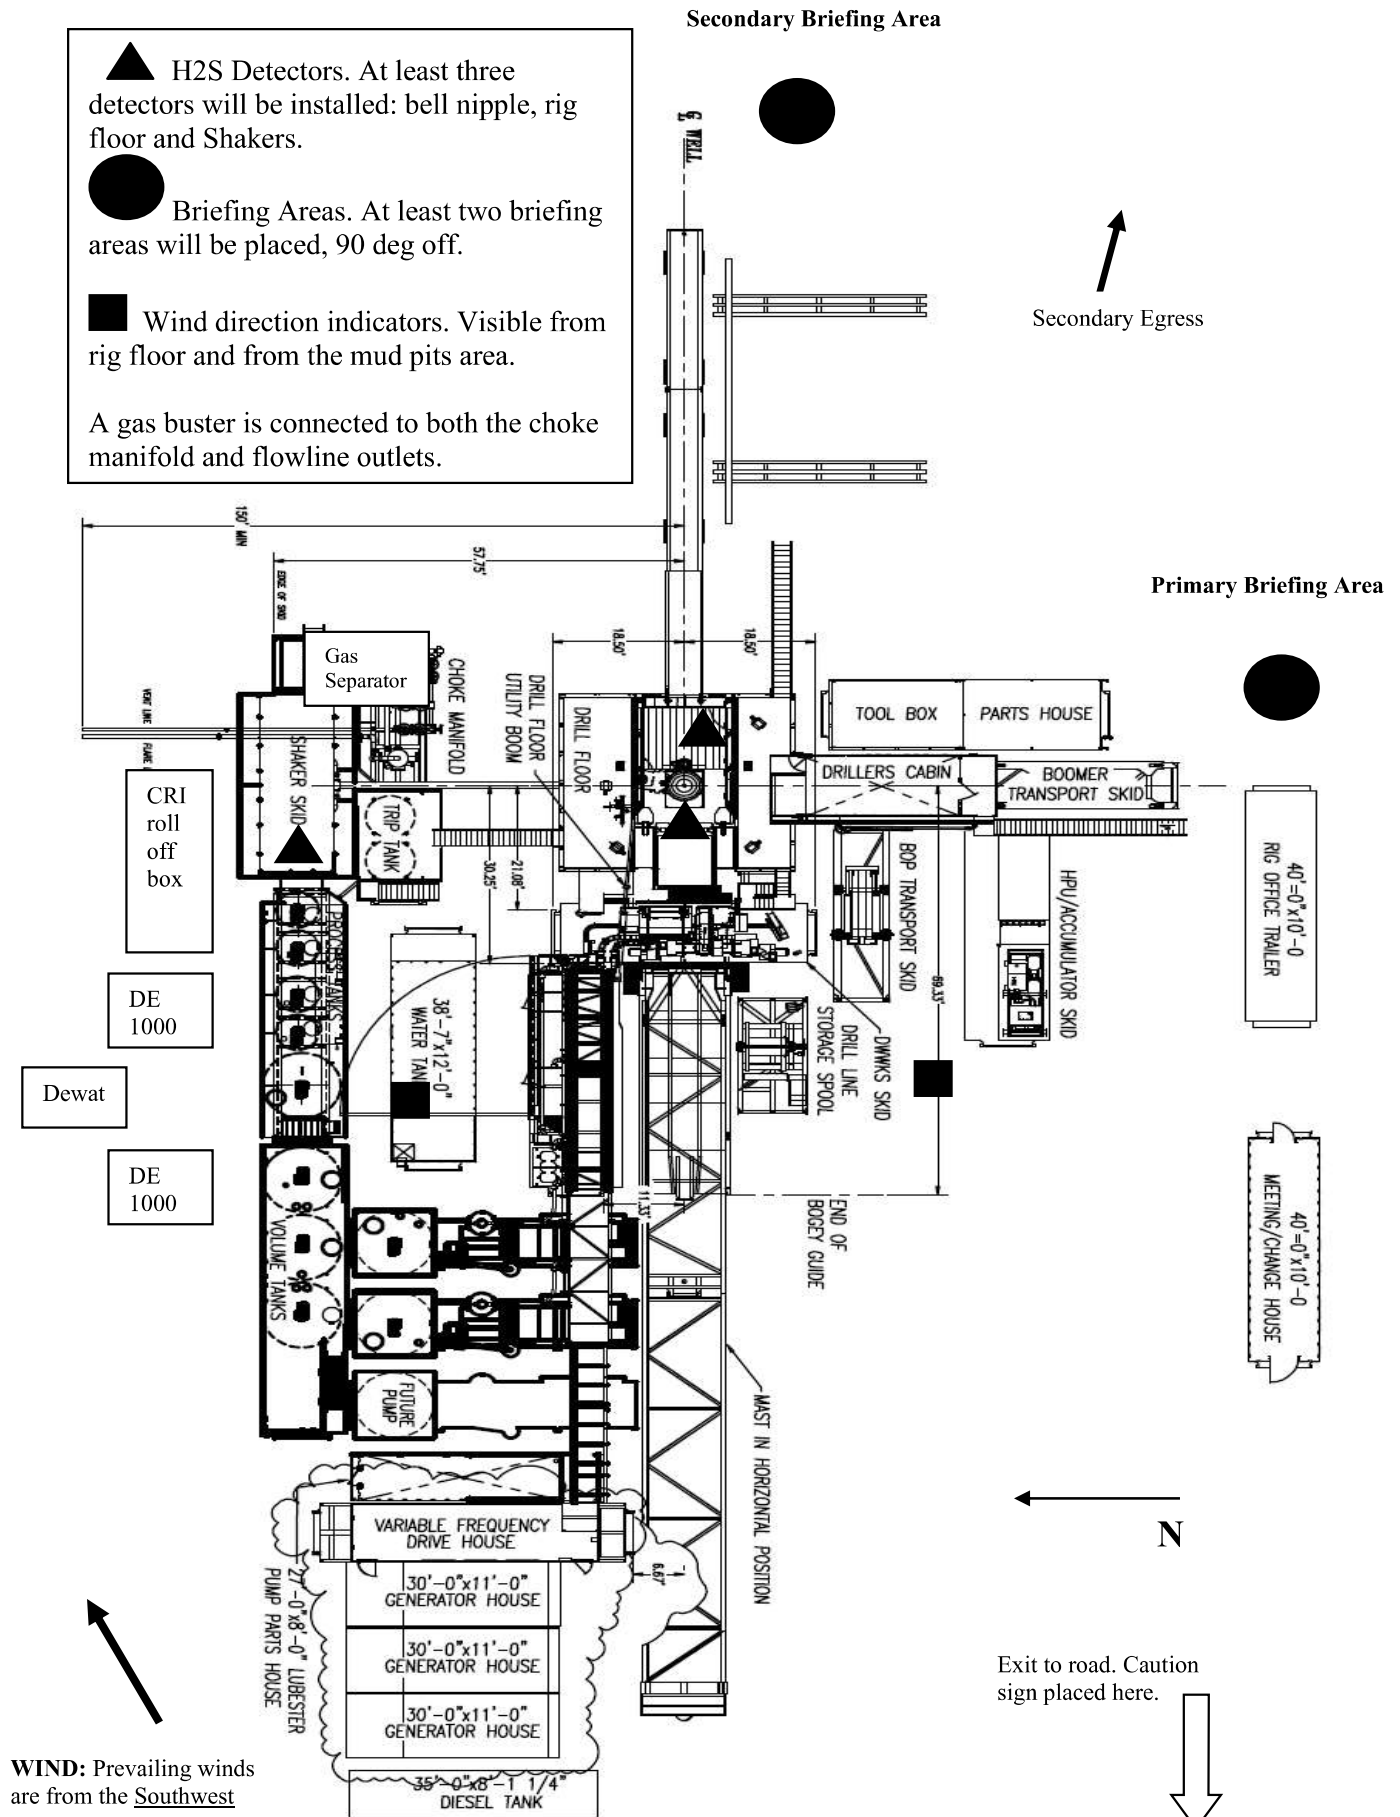 Secondary Briefing Area
H2S Detectors. At least three
detectors will be installed: bell nipple, rig
floor and Shakers.
Briefing Areas. At least two briefing
areas will be placed, 90 deg off.
Wind direction indicators. Visible from
rig floor and from the mud pits area.
A gas buster is connected to both the choke
manifold and flowline outlets.
℄ WELL
Secondary Egress
150' MIN
57.75'
EDGE OF SKID
18.50'
18.50'
Primary Briefing Area
Gas
Separator
CHOKE MANIFOLD
DRILL FLOOR
UTILITY BOOM
DRILL FLOOR
TOOL BOX
PARTS HOUSE
VENT LINE
FLARE
SHAKER SKID
DRILLERS CABIN
BOOMER
TRANSPORT SKID
CRI
roll
off
box
TRIP
TANK
30.25'
21.08'
BOP TRANSPORT SKID
HPU/ACCUMULATOR SKID
40'=0"x10'-0
RIG OFFICE TRAILER
PROCESS TANKS
DE
1000
38'-7"x12'-0"
WATER TANK
89.33'
DWWKS SKID
DRILL LINE
STORAGE SPOOL
Dewat
DE
1000
VOLUME TANKS
11.33'
END OF
BOGEY GUIDE
40'=0"x10'-0
MEETING/CHANGE HOUSE
FUTURE
PUMP
MAST IN HORIZONTAL POSITION
N
VARIABLE FREQUENCY
DRIVE HOUSE
6.67'
27'-0"x8'-0" LUBESTER
PUMP PARTS HOUSE
30'-0"x11'-0"
GENERATOR HOUSE
30'-0"x11'-0"
GENERATOR HOUSE
30'-0"x11'-0"
GENERATOR HOUSE
Exit to road. Caution
sign placed here.
WIND: Prevailing winds
are from the Southwest
35'-0"x8'-1 1/4"
DIESEL TANK